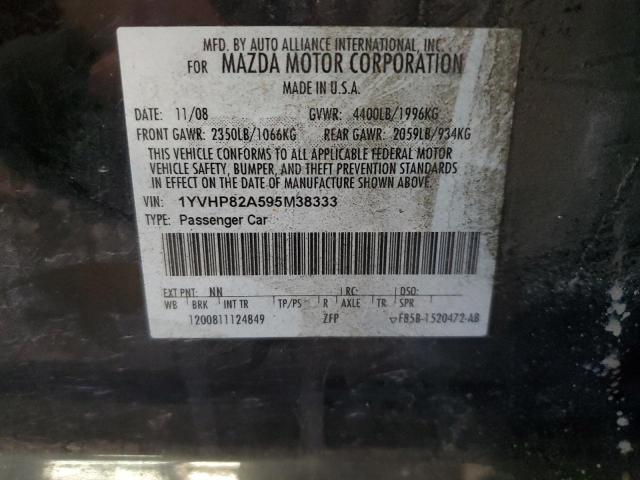 MFD. BY AUTO ALLIANCE INTERNATIONAL, INC.
FOR MAZDA MOTOR CORPORATION
MADE IN U.S.A.
DATE: 11/08 GVWR: 4400LB/1996KG
FRONT GAWR: 2350LB/1066KG REAR GAWR: 2059LB/934KG
THIS VEHICLE CONFORMS TO ALL APPLICABLE FEDERAL MOTOR
VEHICLE SAFETY, BUMPER, AND THEFT PREVENTION STANDARDS
IN EFFECT ON THE DATE OF MANUFACTURE SHOWN ABOVE.
VIN: 1YVHP82A595M38333
TYPE: Passenger Car
EXT PNT: NN RC: DSO:
WB BRK INT TR TP/PS R AXLE TR SPR
1200811124849 ZFP F85B-1520472-AB